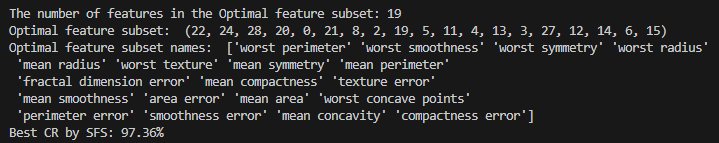 The number of features in the Optimal feature subset: 19
Optimal feature subset:  (22, 24, 28, 20, 0, 21, 8, 2, 19, 5, 11, 4, 13, 3, 27, 12, 14, 6, 15)
Optimal feature subset names:  ['worst perimeter' 'worst smoothness' 'worst symmetry' 'worst radius'
 'mean radius' 'worst texture' 'mean symmetry' 'mean perimeter'
 'fractal dimension error' 'mean compactness' 'texture error'
 'mean smoothness' 'area error' 'mean area' 'worst concave points'
 'perimeter error' 'smoothness error' 'mean concavity' 'compactness error']
Best CR by SFS: 97.36%